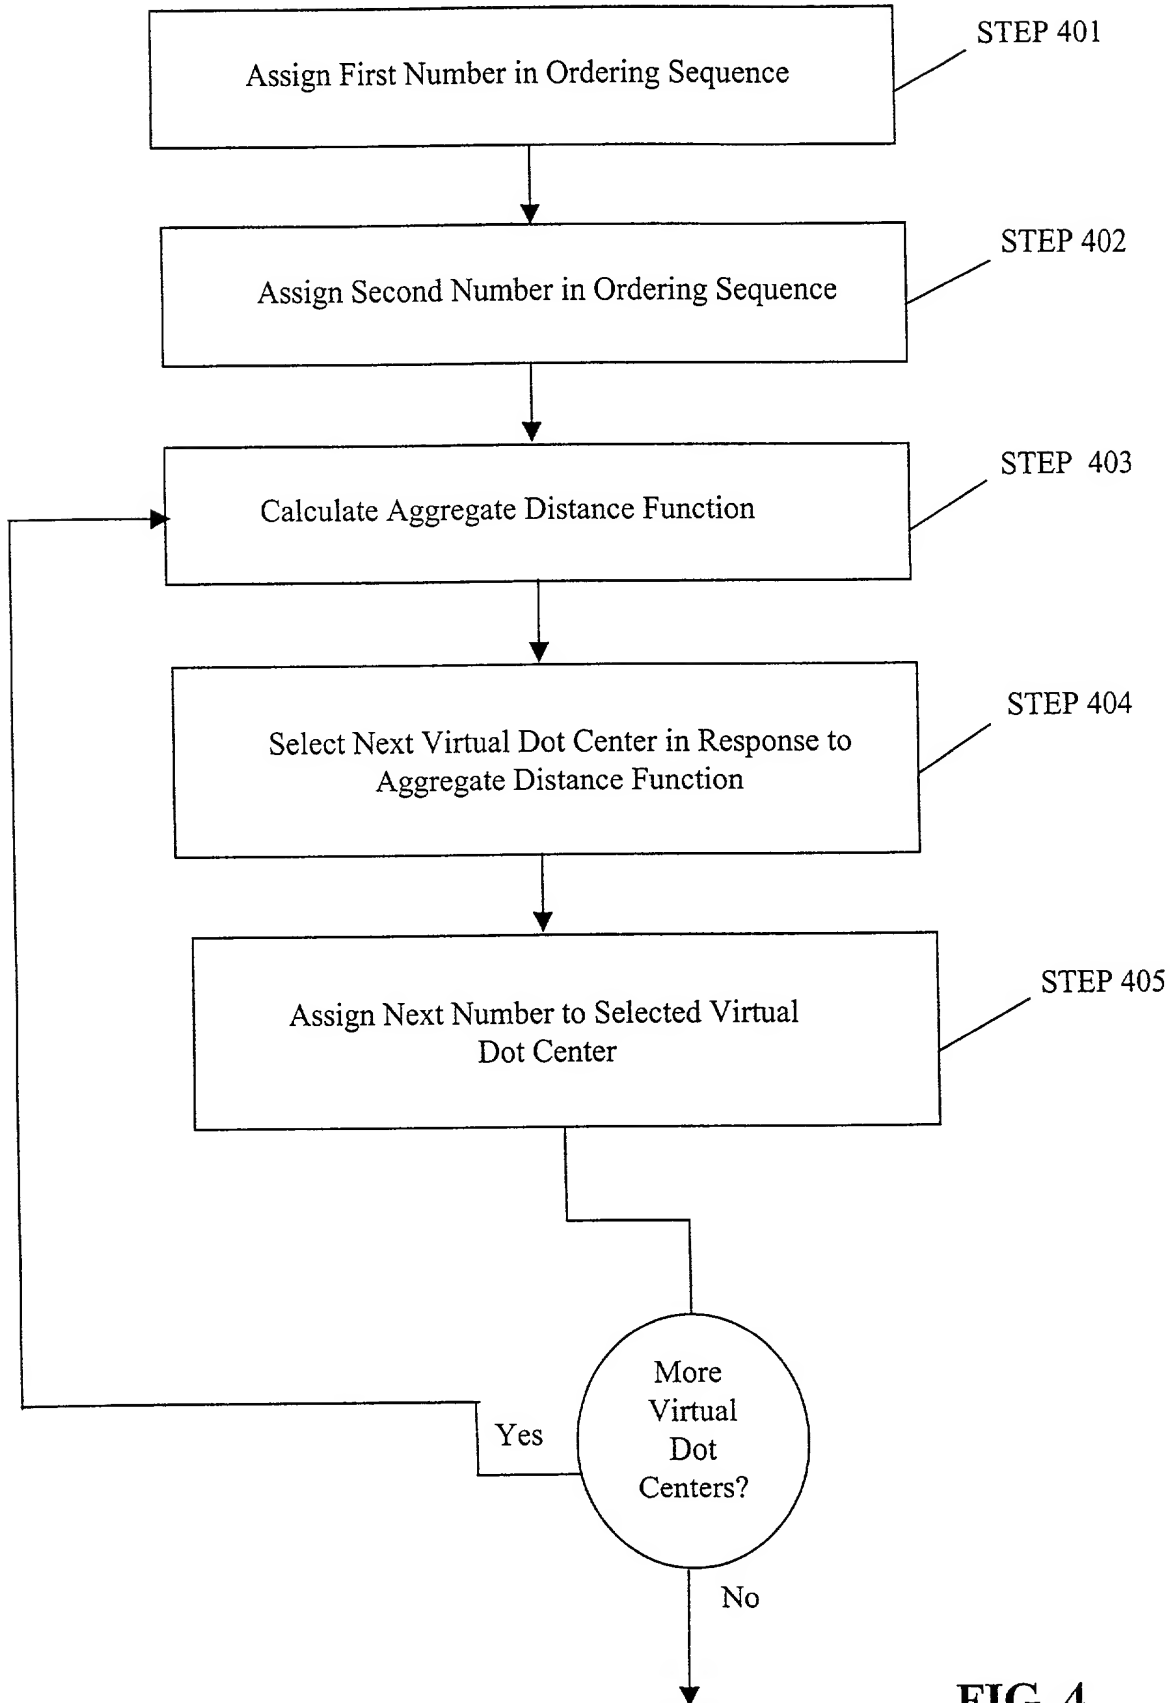 STEP 401
Assign First Number in Ordering Sequence
STEP 402
Assign Second Number in Ordering Sequence
STEP 403
Calculate Aggregate Distance Function
STEP 404
Select Next Virtual Dot Center in Response to
Aggregate Distance Function
STEP 405
Assign Next Number to Selected Virtual
Dot Center
More
Virtual
Dot
Centers?
Yes
No
FIG. 4